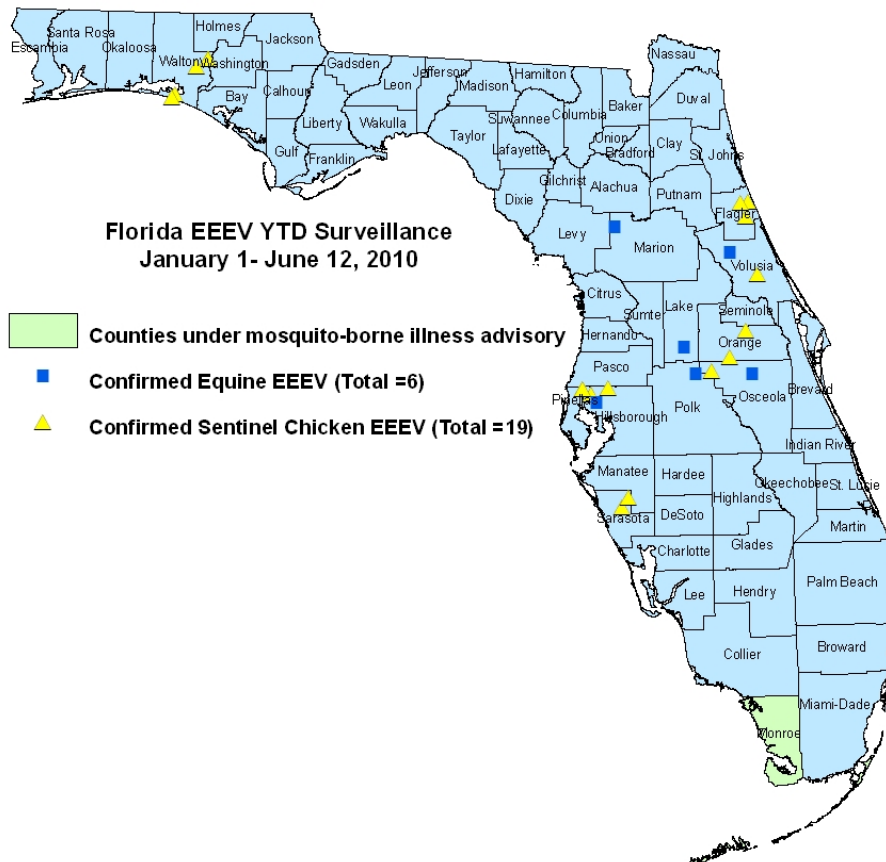 Holmes
Jackson
Santa Rosa
Okaloosa
Escambia
Walton
Washington
Gadsden
Jefferson
Hamilton
Nassau
Leon
Madison
Baker
Duval
Bay
Calhoun
Columbia
Suwannee
Liberty
Wakulla
Union
Clay
Bradford
St. Johns
Taylor
Lafayette
Gulf
Franklin
Gilchrist
Alachua
Putnam
Dixie
Flagler
Florida EEEV YTD Surveillance
January 1- June 12, 2010
Levy
Marion
Volusia
Citrus
Lake
Sumter
Seminole
Counties under mosquito-borne illness advisory
Hernando
Orange
Pasco
Confirmed Equine EEEV (Total =6)
Brevard
Pinellas
Osceola
Polk
Hillsborough
Confirmed Sentinel Chicken EEEV (Total =19)
Indian River
Manatee
Hardee
Okeechobee
St. Lucie
Highlands
Sarasota
DeSoto
Martin
Charlotte
Glades
Palm Beach
Lee
Hendry
Broward
Collier
Miami-Dade
Monroe